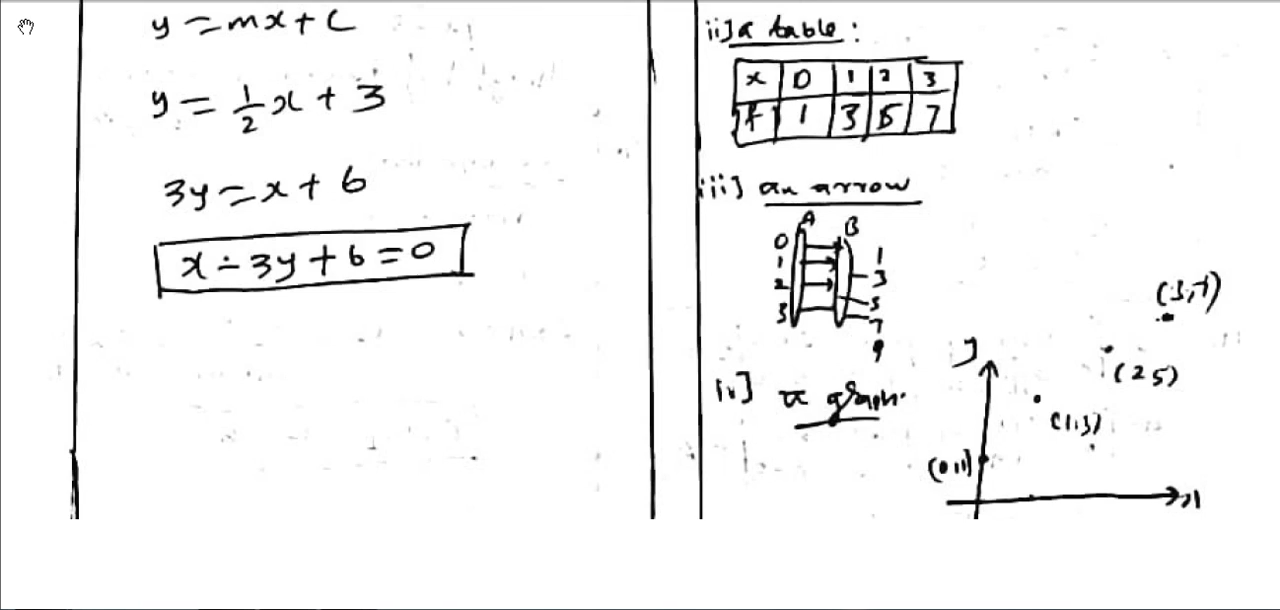 y = mx + c
y = 1/2 x + 3
3y = x + 6
x - 3y + 6 = 0
ii] a table :
x 0 1 2 3
f 1 3 5 7
iii] an arrow
A B
0 1
1 3
2 5
3 7
9
iv] graph.
y
(2 5)
(1,3)
(0,1)
x